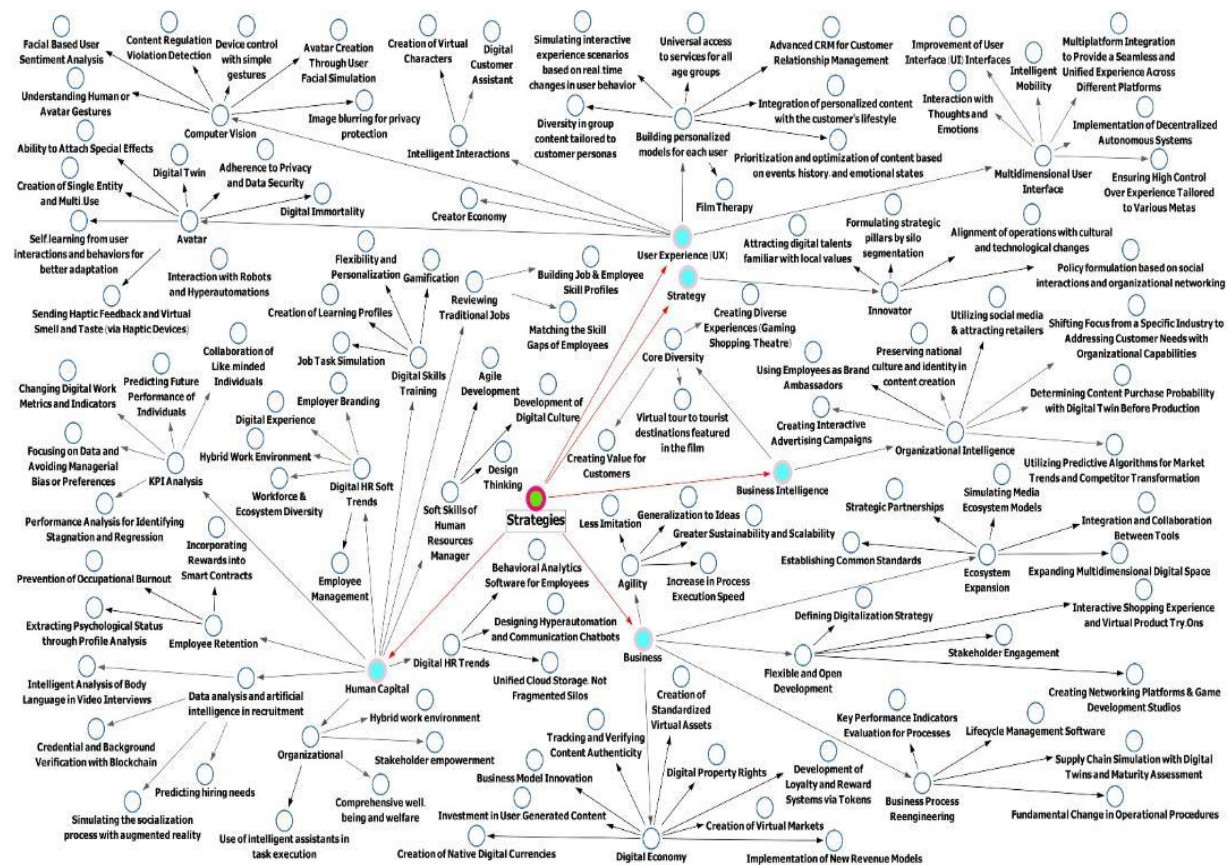 Facial Based User
Sentiment Analysis
Content Regulation
Violation Detection
Device control
with simple
gestures
Avatar Creation
Through User
Facial Simulation
Understanding Human or
Avatar Gestures
Computer Vision
Image blurring for privacy
protection
Creation of Virtual
Characters
Digital
Customer
Assistant
Intelligent Interactions
Simulating interactive
experience scenarios
based on real.time
changes in user behavior
Universal access
to services for all
age groups
Advanced CRM for Customer
Relationship Management
Diversity in group
content tailored to
customer personas
Building personalized
models for each user
Integration of personalized content
with the customer's lifestyle
Prioritization and optimization of content based
on events, history, and emotional states
Film Therapy
Improvement of User
Interface (UI) Interfaces
Intelligent
Mobility
Multiplatform Integration
to Provide a Seamless and
Unified Experience Across
Different Platforms
Interaction with
Thoughts and
Emotions
Implementation of Decentralized
Autonomous Systems
Multidimensional User
Interface
Ensuring High Control
Over Experience Tailored
to Various Metas
Ability to Attach Special Effects
Digital Twin
Adherence to Privacy
and Data Security
Creation of Single Entity
and Multi.Use
Digital Immortality
Avatar
Self.learning from user
interactions and behaviors for
better adaptation
Interaction with Robots
and Hyperautomations
Sending Haptic Feedback and Virtual
Smell and Taste (via Haptic Devices)
Creator Economy
User Experience (UX)
Strategy
Attracting digital talents
familiar with local values
Formulating strategic
pillars by silo
segmentation
Alignment of operations with cultural
and technological changes
Policy formulation based on social
interactions and organizational networking
Innovator
Flexibility and
Personalization
Gamification
Creation of Learning Profiles
Job Task Simulation
Digital Skills
Training
Reviewing
Traditional Jobs
Building Job & Employee
Skill Profiles
Matching the Skill
Gaps of Employees
Creating Diverse
Experiences (Gaming,
Shopping, Theatre)
Core Diversity
Virtual tour to tourist
destinations featured
in the film
Creating Value for
Customers
Utilizing social media
& attracting retailers
Shifting Focus from a Specific Industry to
Addressing Customer Needs with
Organizational Capabilities
Preserving national
culture and identity in
content creation
Using Employees as Brand
Ambassadors
Determining Content Purchase Probability
with Digital Twin Before Production
Creating Interactive
Advertising Campaigns
Organizational Intelligence
Utilizing Predictive Algorithms for Market
Trends and Competitor Transformation
Business Intelligence
Changing Digital Work
Metrics and Indicators
Predicting Future
Performance of
Individuals
Collaboration of
Like minded
Individuals
Focusing on Data and
Avoiding Managerial
Bias or Preferences
KPI Analysis
Performance Analysis for Identifying
Stagnation and Regression
Employer Branding
Digital Experience
Hybrid Work Environment
Workforce &
Ecosystem Diversity
Digital HR Soft
Trends
Employee
Management
Agile
Development
Development of
Digital Culture
Design
Thinking
Soft Skills of
Human
Resources
Manager
Strategies
Less Imitation
Generalization to Ideas
Greater Sustainability and Scalability
Agility
Increase in Process
Execution Speed
Strategic Partnerships
Simulating Media
Ecosystem Models
Integration and Collaboration
Between Tools
Establishing Common Standards
Ecosystem
Expansion
Expanding Multidimensional Digital Space
Incorporating
Rewards into
Smart Contracts
Prevention of Occupational Burnout
Extracting Psychological Status
through Profile Analysis
Employee Retention
Behavioral Analytics
Software for Employees
Designing Hyperautomation
and Communication Chatbots
Digital HR Trends
Unified Cloud Storage, Not
Fragmented Silos
Business
Human Capital
Defining Digitalization Strategy
Interactive Shopping Experience
and Virtual Product Try.Ons
Stakeholder Engagement
Flexible and Open
Development
Creating Networking Platforms & Game
Development Studios
Intelligent Analysis of Body
Language in Video Interviews
Data analysis and artificial
intelligence in recruitment
Credential and Background
Verification with Blockchain
Predicting hiring needs
Simulating the socialization
process with augmented reality
Hybrid work environment
Organizational
Stakeholder empowerment
Comprehensive well.
being and welfare
Use of intelligent assistants in
task execution
Creation of
Standardized
Virtual Assets
Tracking and Verifying
Content Authenticity
Digital Property Rights
Business Model Innovation
Development of
Loyalty and Reward
Systems via Tokens
Investment in User.Generated Content
Creation of Virtual Markets
Creation of Native Digital Currencies
Digital Economy
Implementation of New Revenue Models
Key Performance Indicators
Evaluation for Processes
Lifecycle Management Software
Supply Chain Simulation with Digital
Twins and Maturity Assessment
Business Process
Reengineering
Fundamental Change in Operational Procedures